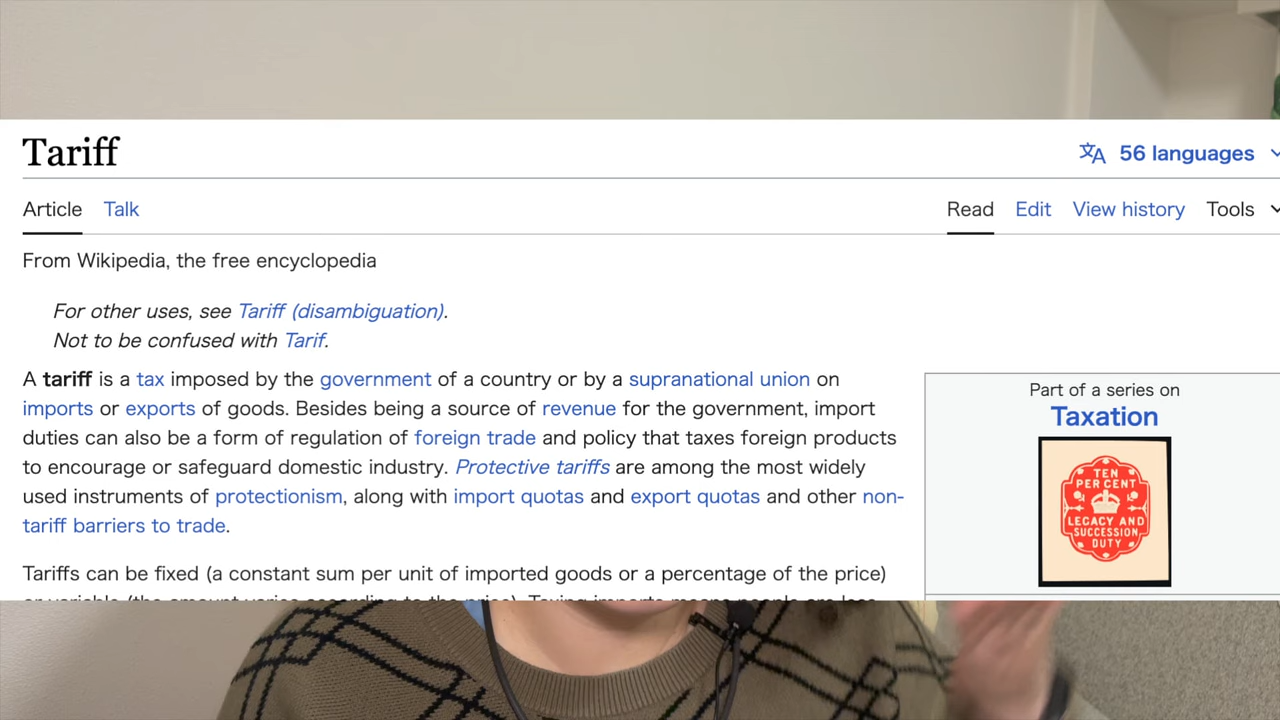 Tariff
文A 56 languages
Article Talk
Read Edit View history Tools
From Wikipedia, the free encyclopedia
For other uses, see Tariff (disambiguation).
Not to be confused with Tarif.
A tariff is a tax imposed by the government of a country or by a supranational union on
imports or exports of goods. Besides being a source of revenue for the government, import
duties can also be a form of regulation of foreign trade and policy that taxes foreign products
to encourage or safeguard domestic industry. Protective tariffs are among the most widely
used instruments of protectionism, along with import quotas and export quotas and other non-
tariff barriers to trade.
Tariffs can be fixed (a constant sum per unit of imported goods or a percentage of the price)
Part of a series on
Taxation
TEN
PER CENT
LEGACY AND
SUCCESSION
DUTY